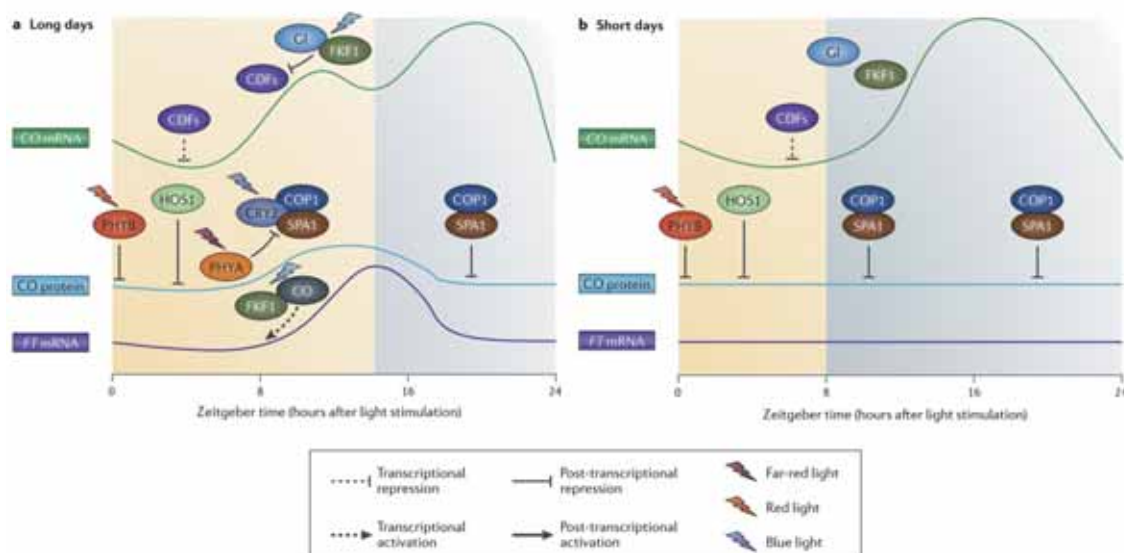 a Long days
GI
FKF1
CDFs
CDFs
CO mRNA
HOS1
COP1
CRY2
SPA1
PHYB
PHYA
COP1
SPA1
CO protein
FKF1
CO
FT mRNA
0
8
16
24
Zeitgeber time (hours after light stimulation)
b Short days
GI
FKF1
CDFs
CO mRNA
PHYB
HOS1
COP1
SPA1
COP1
SPA1
CO protein
FT mRNA
0
8
16
24
Zeitgeber time (hours after light stimulation)
Transcriptional
repression
Post-transcriptional
repression
Far-red light
Red light
Transcriptional
activation
Post-transcriptional
activation
Blue light